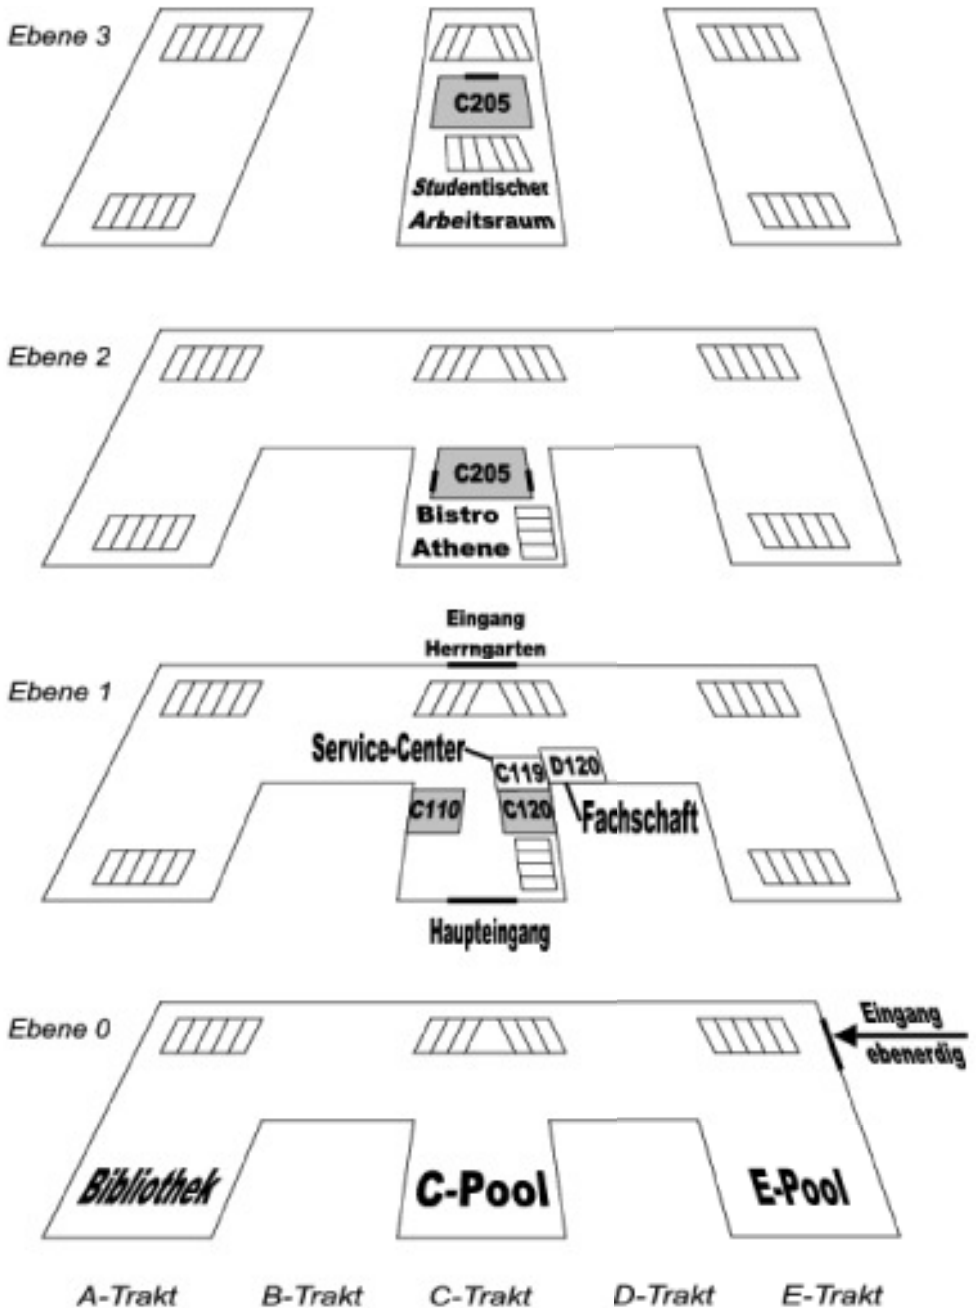 Ebene 3
C205
Studentischer
Arbeitsraum
Ebene 2
C205
Bistro
Athene
Eingang
Herrngarten
Ebene 1
Service-Center
C119
D120
C110
C120
Fachschaft
Haupteingang
Ebene 0
Eingang
ebenerdig
Bibliothek
C-Pool
E-Pool
A-Trakt
B-Trakt
C-Trakt
D-Trakt
E-Trakt